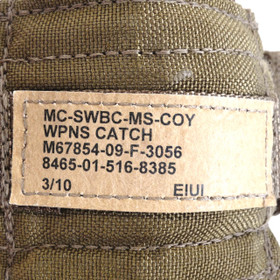 MC-SWBC-MS-COY
WPNS CATCH
M67854-09-F-3056
8465-01-516-8385
3/10 EIUI